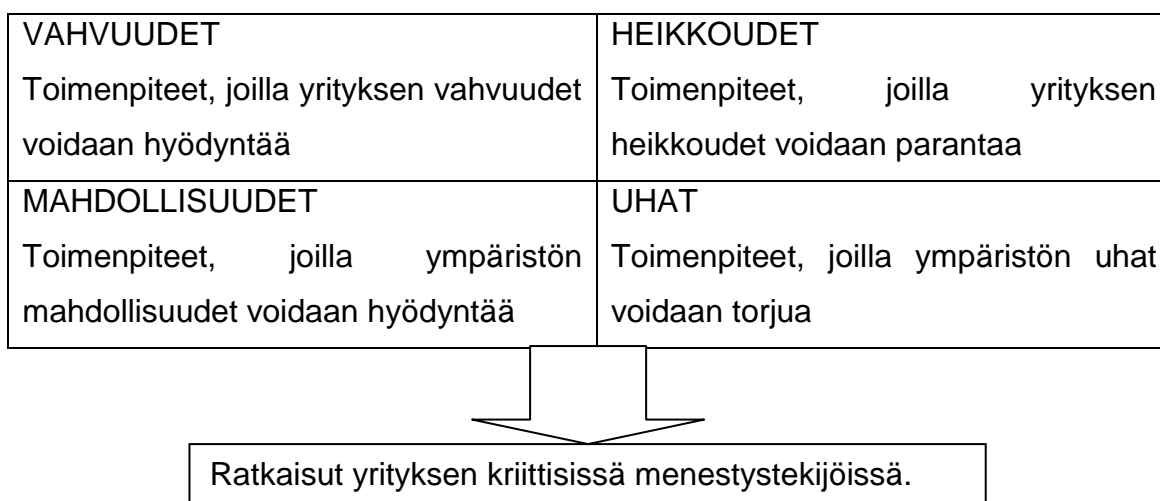 VAHVUUDET
Toimenpiteet, joilla yrityksen vahvuudet
voidaan hyödyntää
HEIKKOUDET
Toimenpiteet, joilla yrityksen
heikkoudet voidaan parantaa
MAHDOLLISUUDET
Toimenpiteet, joilla ympäristön
mahdollisuudet voidaan hyödyntää
UHAT
Toimenpiteet, joilla ympäristön uhat
voidaan torjua
Ratkaisut yrityksen kriittisissä menestystekijöissä.